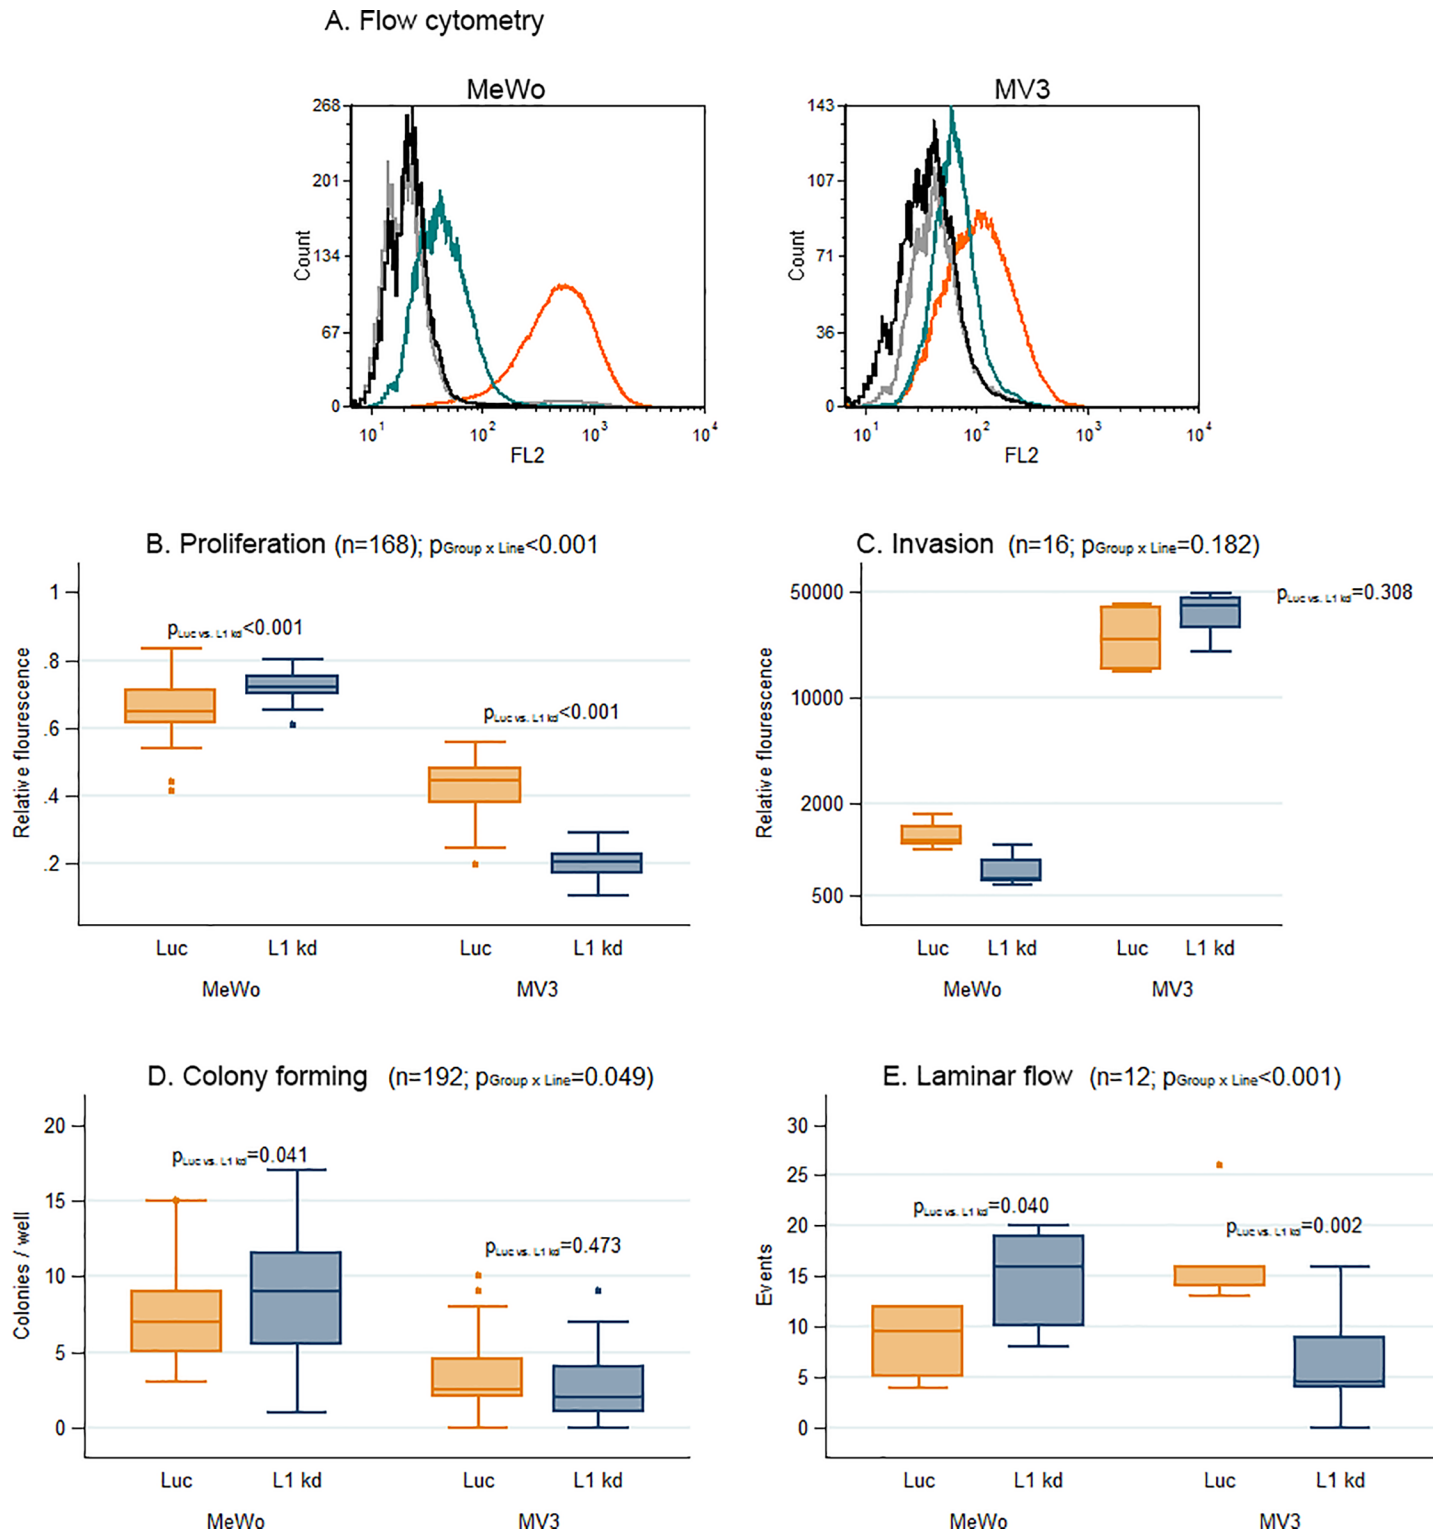 A. Flow cytometry
MeWo
MV3
268
201
134
67
0
Count
10¹ 10² 10³ 10⁴
FL2
143
107
71
36
0
Count
10¹ 10² 10³ 10⁴
FL2
B. Proliferation (n=168); pGroup x Line<0.001
1
.8
.6
.4
.2
Relative flourescence
pLuc vs. L1 kd<0.001
pLuc vs. L1 kd<0.001
Luc L1 kd Luc L1 kd
MeWo MV3
C. Invasion (n=16; pGroup x Line=0.182)
50000
10000
2000
500
Relative flourescence
pLuc vs. L1 kd=0.308
Luc L1 kd Luc L1 kd
MeWo MV3
D. Colony forming (n=192; pGroup x Line=0.049)
20
15
10
5
0
Colonies / well
pLuc vs. L1 kd=0.041
pLuc vs. L1 kd=0.473
Luc L1 kd Luc L1 kd
MeWo MV3
E. Laminar flow (n=12; pGroup x Line<0.001)
30
25
20
15
10
5
0
Events
pLuc vs. L1 kd=0.040
pLuc vs. L1 kd=0.002
Luc L1 kd Luc L1 kd
MeWo MV3